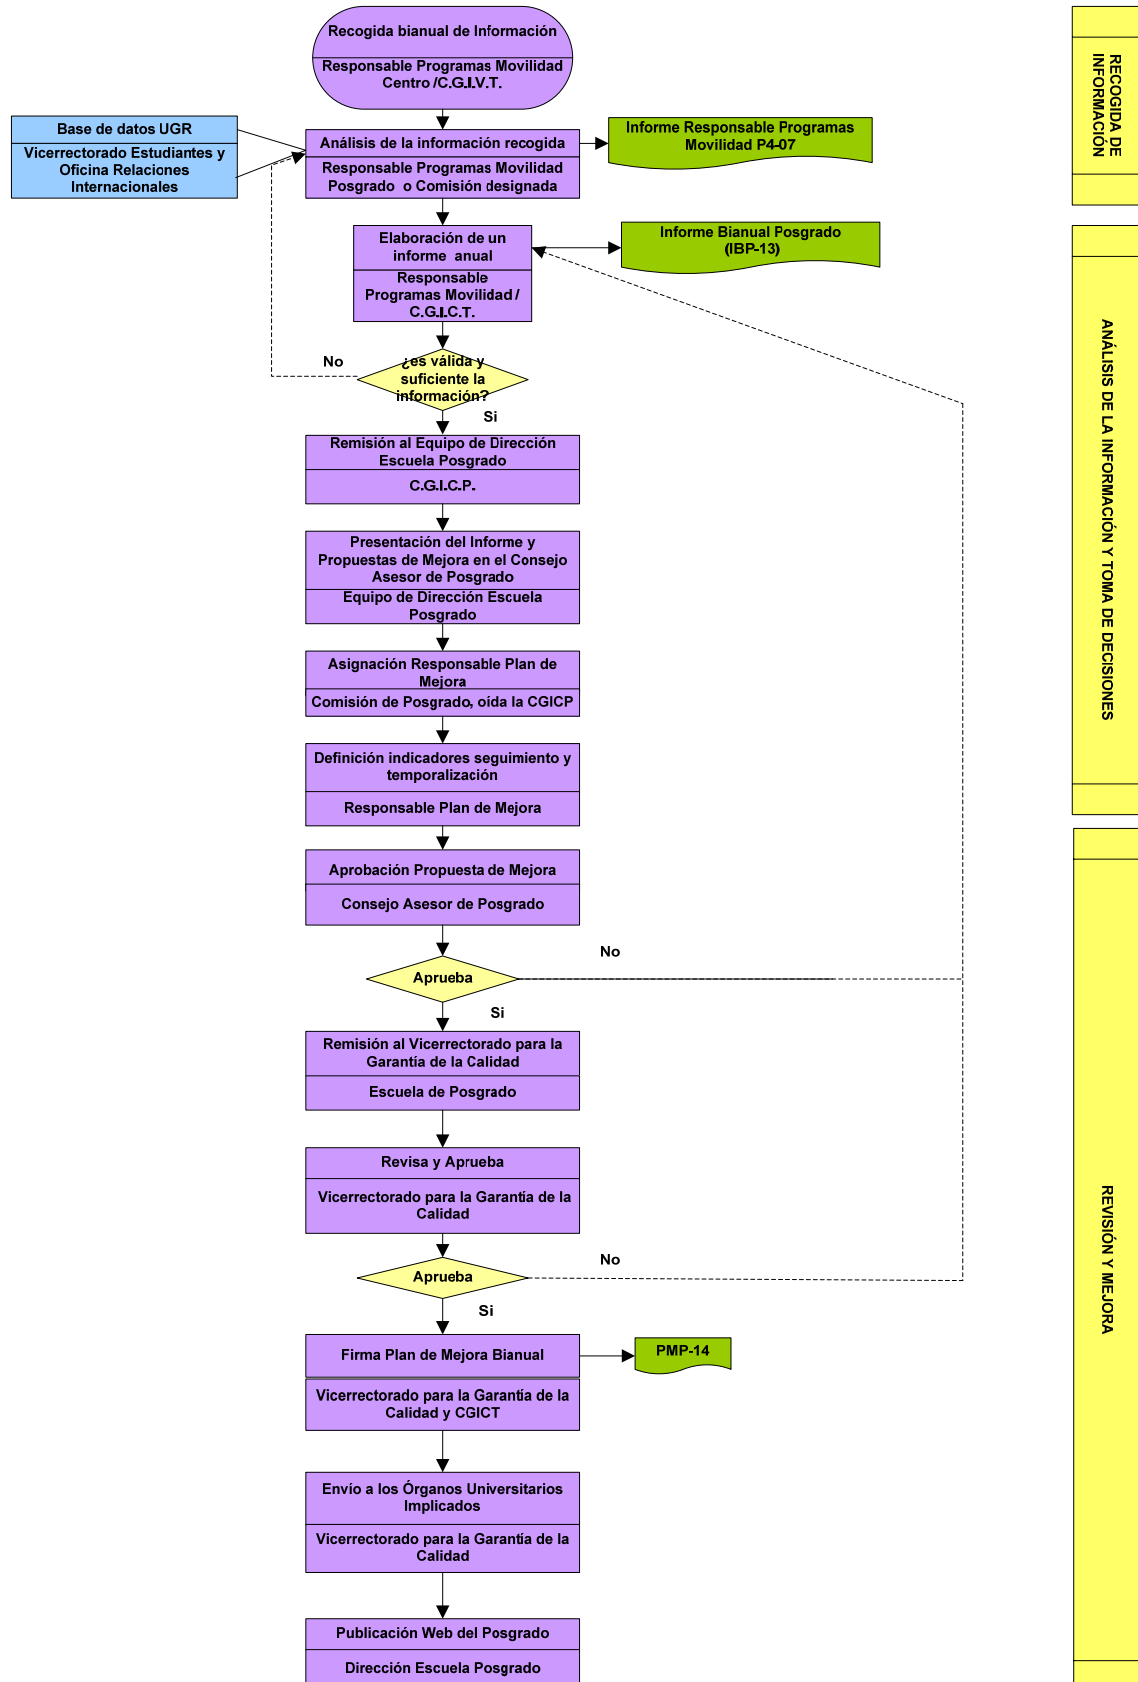 Recogida bianual de Información
Responsable Programas Movilidad
Centro /C.G.I.V.T.
Base de datos UGR
Vicerrectorado Estudiantes y
Oficina Relaciones
Internacionales
Análisis de la información recogida
Responsable Programas Movilidad
Posgrado o Comisión designada
Informe Responsable Programas
Movilidad P4-07
Elaboración de un
informe anual
Responsable
Programas Movilidad /
C.G.I.C.T.
Informe Bianual Posgrado
(IBP-13)
No
¿es válida y
suficiente la
información?
Si
Remisión al Equipo de Dirección
Escuela Posgrado
C.G.I.C.P.
Presentación del Informe y
Propuestas de Mejora en el Consejo
Asesor de Posgrado
Equipo de Dirección Escuela
Posgrado
Asignación Responsable Plan de
Mejora
Comisión de Posgrado, oída la CGICP
Definición indicadores seguimiento y
temporalización
Responsable Plan de Mejora
Aprobación Propuesta de Mejora
Consejo Asesor de Posgrado
No
Aprueba
Si
Remisión al Vicerrectorado para la
Garantía de la Calidad
Escuela de Posgrado
Revisa y Aprueba
Vicerrectorado para la Garantía de la
Calidad
No
Aprueba
Si
Firma Plan de Mejora Bianual
Vicerrectorado para la Garantía de la
Calidad y CGICT
PMP-14
Envío a los Órganos Universitarios
Implicados
Vicerrectorado para la Garantía de la
Calidad
Publicación Web del Posgrado
Dirección Escuela Posgrado
RECOGIDA DE
INFORMACIÓN
ANÁLISIS DE LA INFORMACIÓN Y TOMA DE DECISIONES
REVISIÓN Y MEJORA